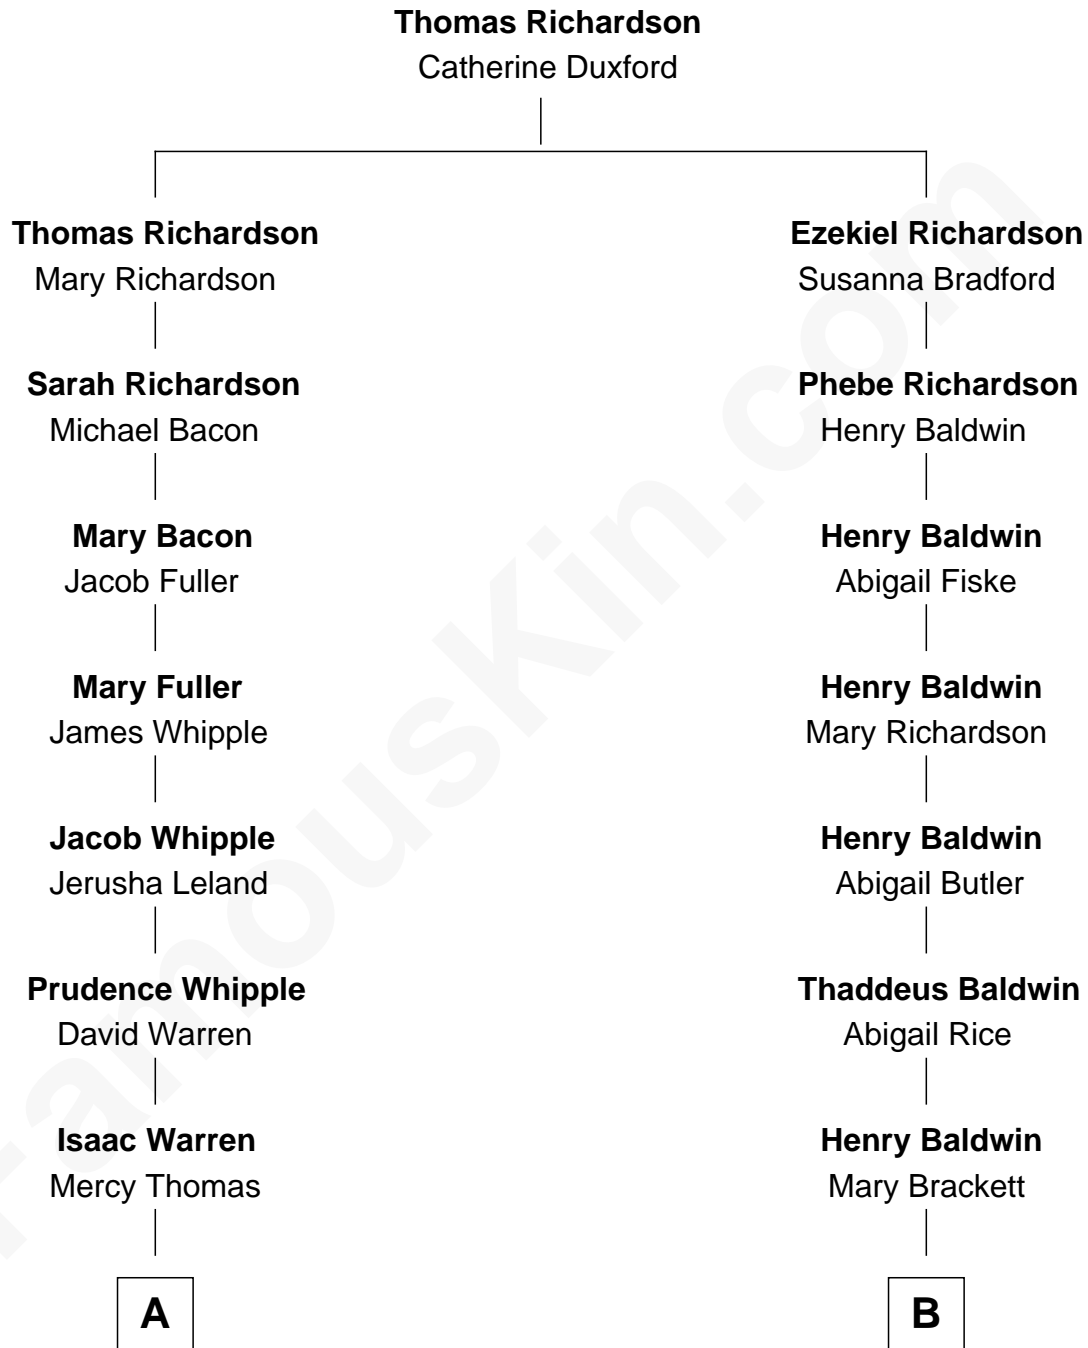 Thomas Richardson
Catherine Duxford
Thomas Richardson
Mary Richardson
Sarah Richardson
Michael Bacon
Mary Bacon
Jacob Fuller
Mary Fuller
James Whipple
Jacob Whipple
Jerusha Leland
Prudence Whipple
David Warren
Isaac Warren
Mercy Thomas
A
Ezekiel Richardson
Susanna Bradford
Phebe Richardson
Henry Baldwin
Henry Baldwin
Abigail Fiske
Henry Baldwin
Mary Richardson
Henry Baldwin
Abigail Butler
Thaddeus Baldwin
Abigail Rice
Henry Baldwin
Mary Brackett
B
FamousKin.com